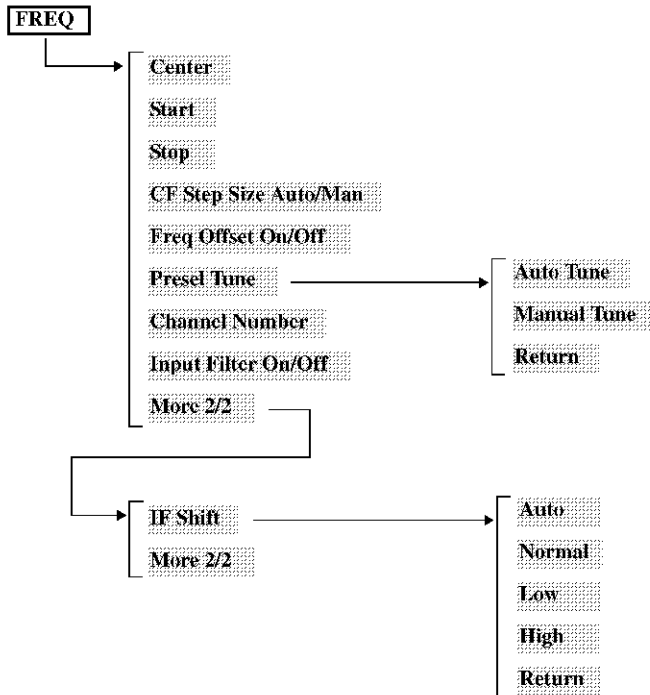 FREQ
Center
Start
Stop
CF Step Size Auto/Man
Freq Offset On/Off
Presel Tune
Auto Tune
Channel Number
Manual Tune
Input Filter On/Off
Return
More 2/2
IF Shift
Auto
More 2/2
Normal
Low
High
Return